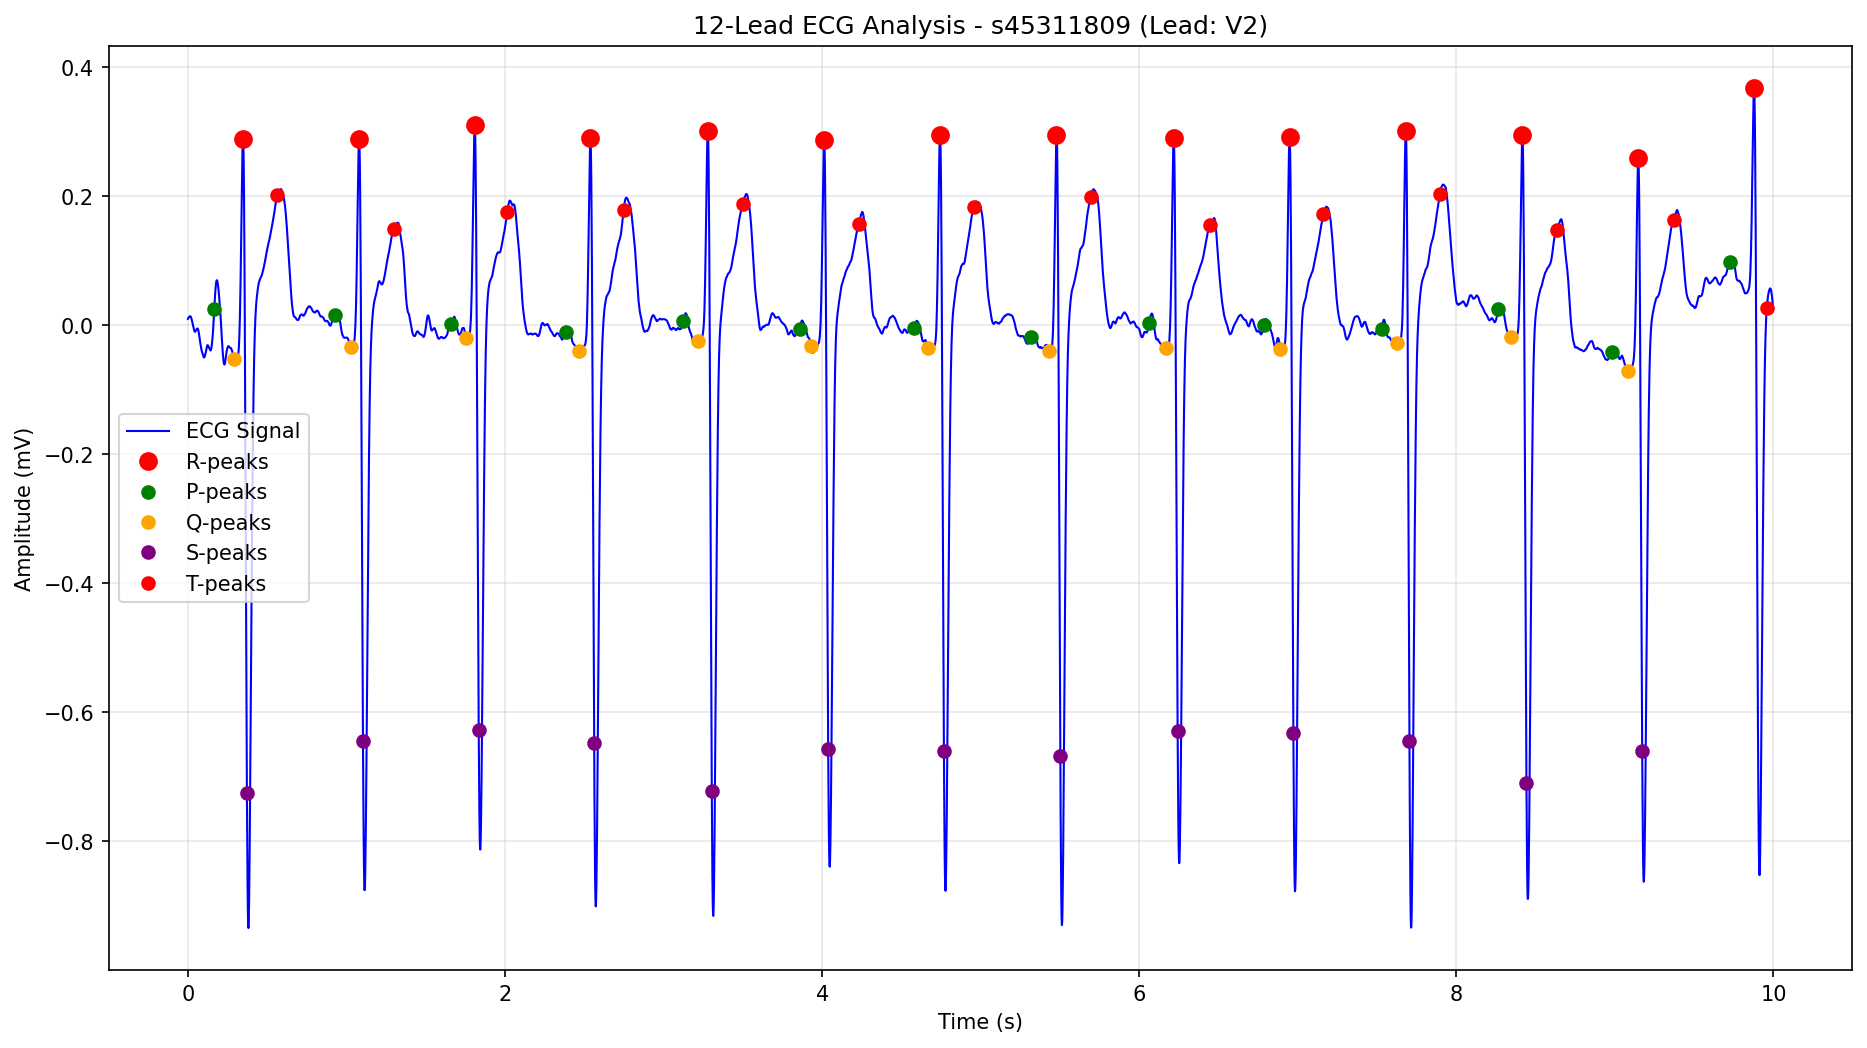 12-Lead ECG Analysis - s45311809 (Lead: V2)
0.4
0.2
0.0
−0.2
−0.4
−0.6
−0.8
Amplitude (mV)
ECG Signal
R-peaks
P-peaks
Q-peaks
S-peaks
T-peaks
0 2 4 6 8 10
Time (s)